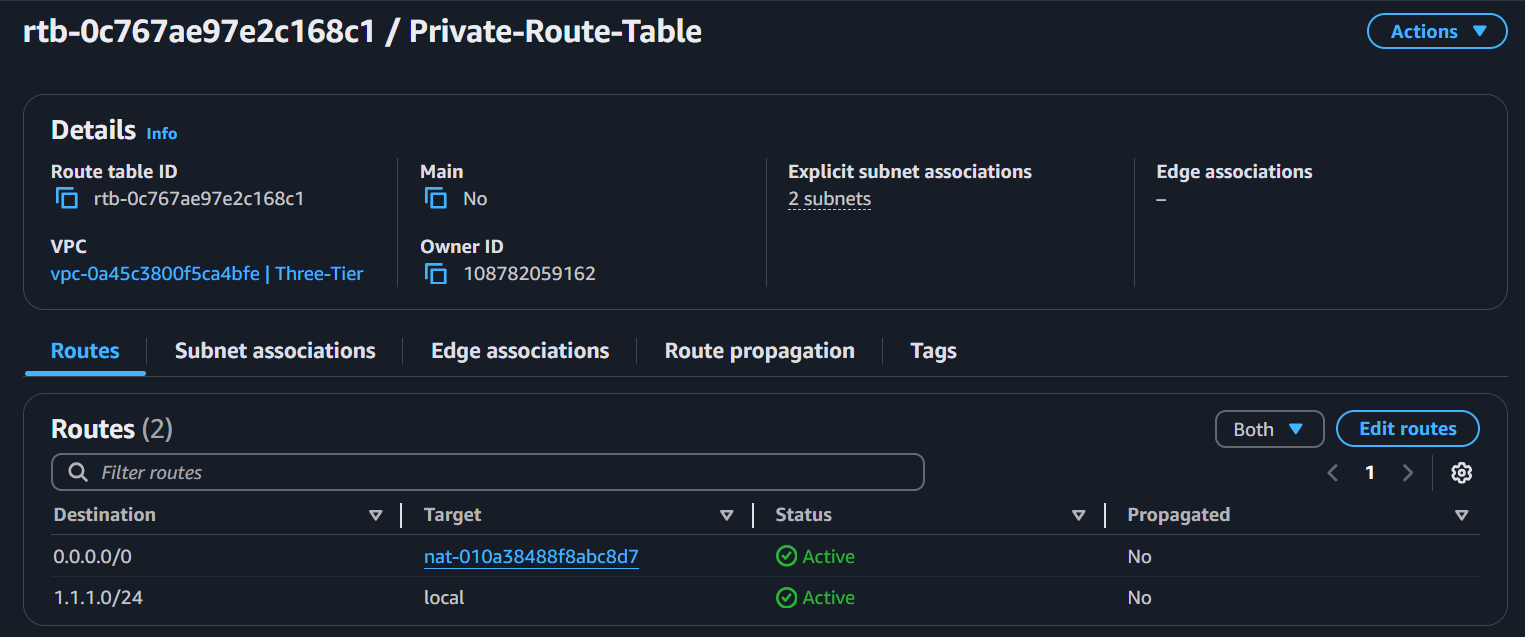 rtb-0c767ae97e2c168c1 / Private-Route-Table
Actions
Details Info
Route table ID
rtb-0c767ae97e2c168c1
Main
No
Explicit subnet associations
2 subnets
Edge associations
–
VPC
vpc-0a45c3800f5ca4bfe | Three-Tier
Owner ID
108782059162
Routes Subnet associations Edge associations Route propagation Tags
Routes (2)
Both Edit routes
Filter routes
1
Destination Target Status Propagated
0.0.0.0/0 nat-010a38488f8abc8d7 Active No
1.1.1.0/24 local Active No